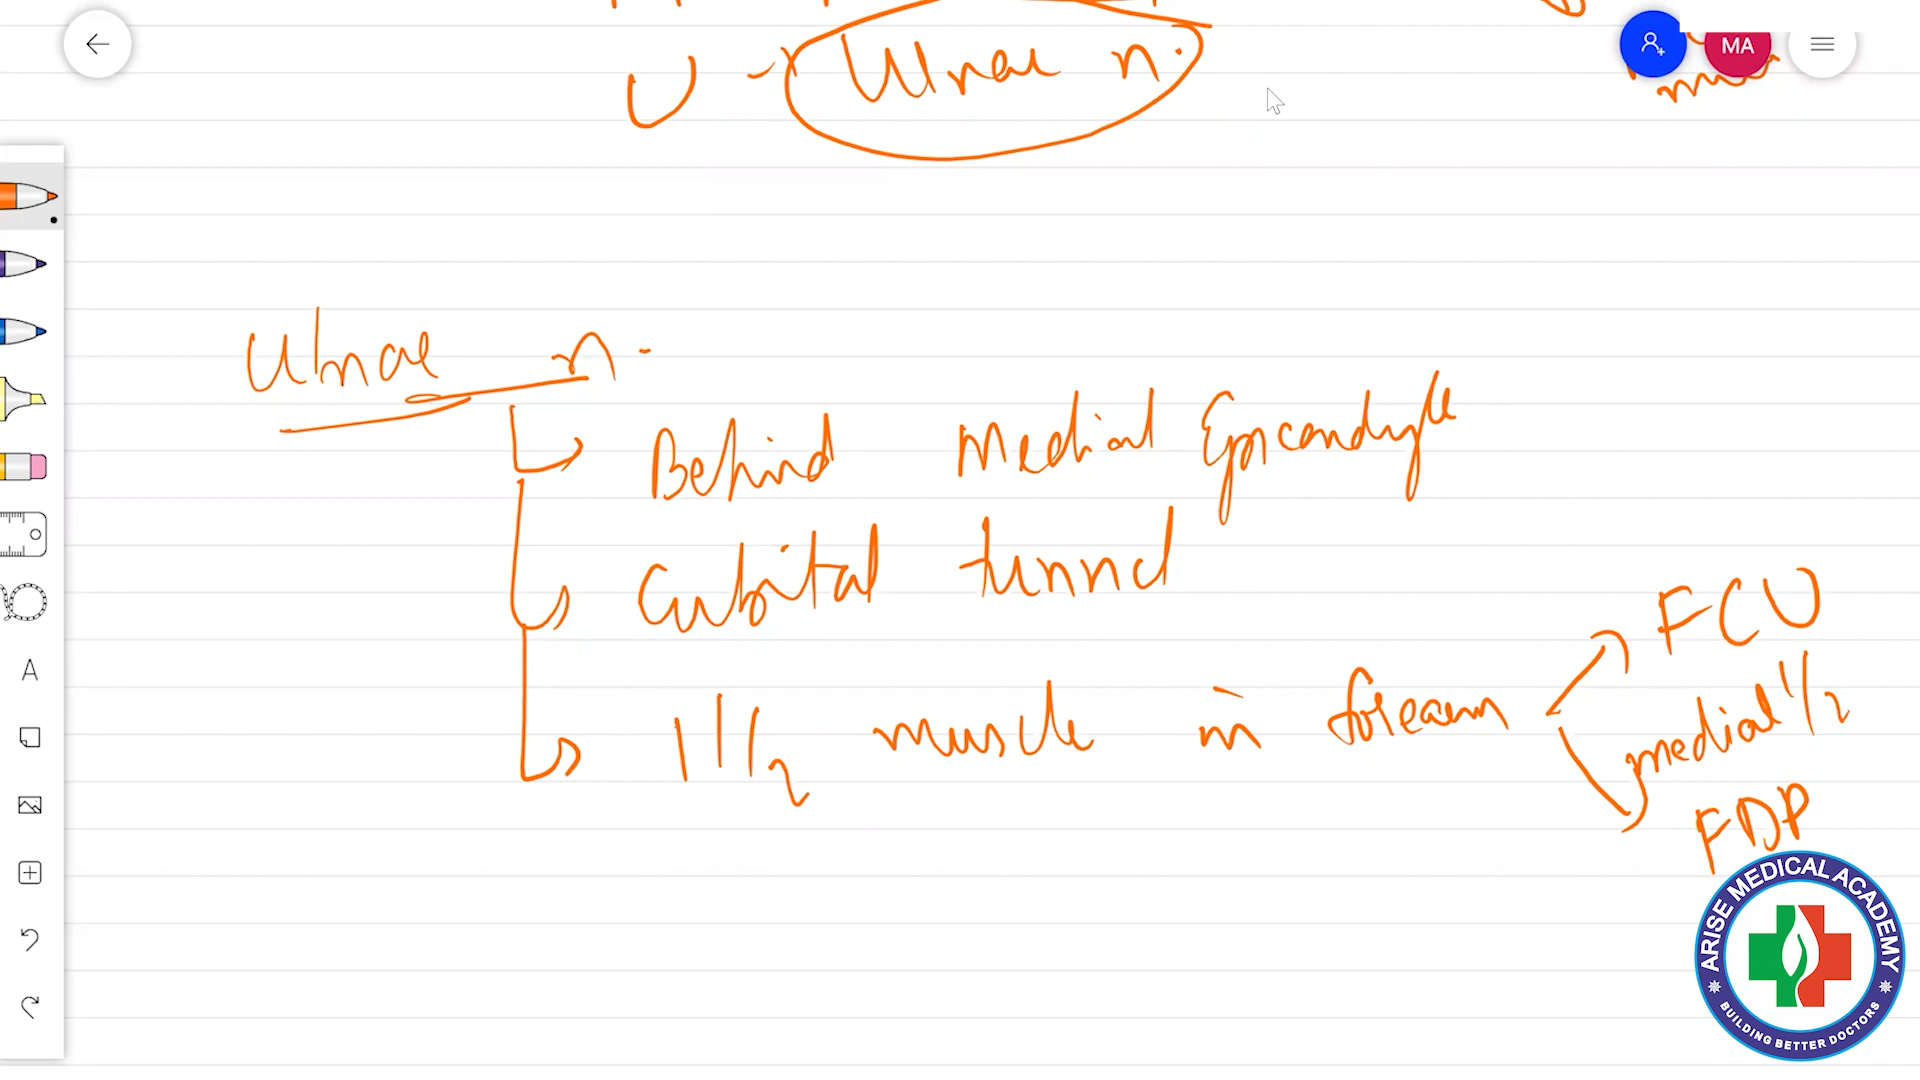 U → Ulnar n.
MA
Ulnar n.
Behind Medial Epicondyle
Cubital tunnel
1 1/2 muscle in forearm
FCU
medial 1/2
FDP
A
ARISE MEDICAL ACADEMY
BUILDING BETTER DOCTORS